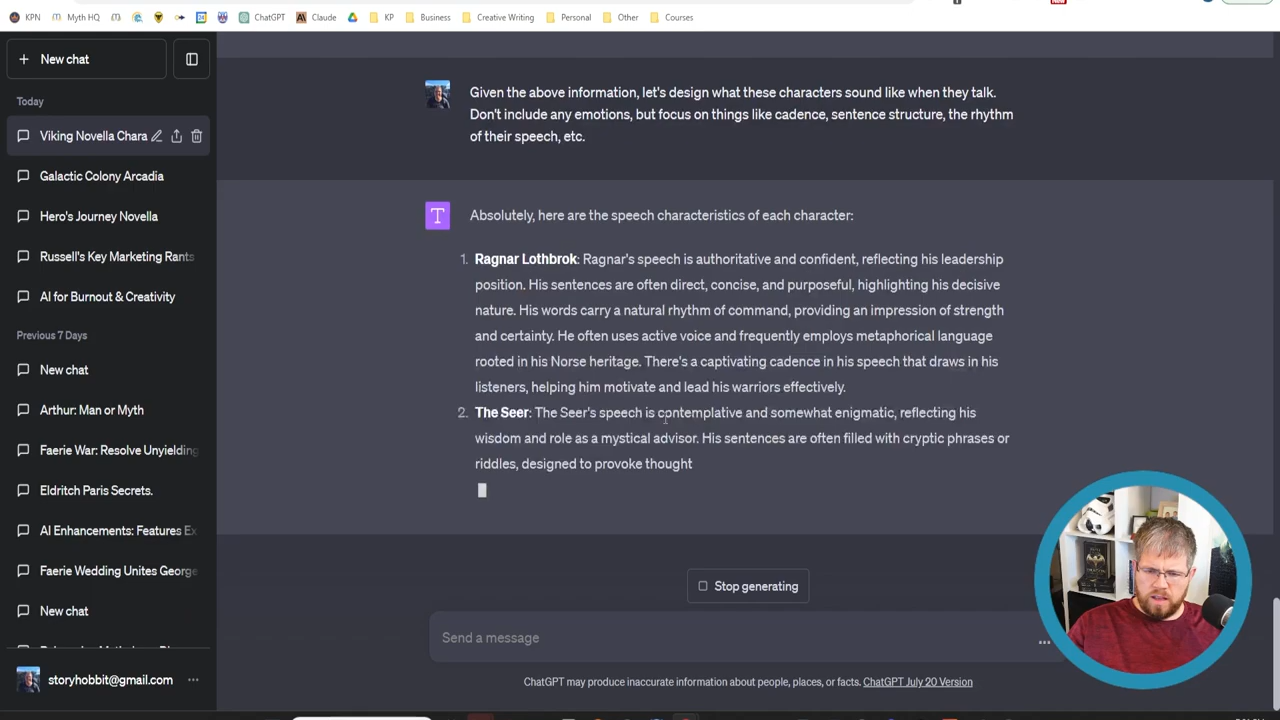 KPN Myth HQ ChatGPT Claude KP Business Creative Writing Personal Other Courses
New chat
Today
Viking Novella Chara
Galactic Colony Arcadia
Hero's Journey Novella
Russell's Key Marketing Rants
AI for Burnout & Creativity
Previous 7 Days
New chat
Arthur: Man or Myth
Faerie War: Resolve Unyielding
Eldritch Paris Secrets.
AI Enhancements: Features Ex
Faerie Wedding Unites George
New chat
storyhobbit@gmail.com
Given the above information, let's design what these characters sound like when they talk.
Don't include any emotions, but focus on things like cadence, sentence structure, the rhythm
of their speech, etc.
T
Absolutely, here are the speech characteristics of each character:
1. Ragnar Lothbrok: Ragnar's speech is authoritative and confident, reflecting his leadership
position. His sentences are often direct, concise, and purposeful, highlighting his decisive
nature. His words carry a natural rhythm of command, providing an impression of strength
and certainty. He often uses active voice and frequently employs metaphorical language
rooted in his Norse heritage. There's a captivating cadence in his speech that draws in his
listeners, helping him motivate and lead his warriors effectively.
2. The Seer: The Seer's speech is contemplative and somewhat enigmatic, reflecting his
wisdom and role as a mystical advisor. His sentences are often filled with cryptic phrases or
riddles, designed to provoke thought
Stop generating
Send a message
ChatGPT may produce inaccurate information about people, places, or facts. ChatGPT July 20 Version